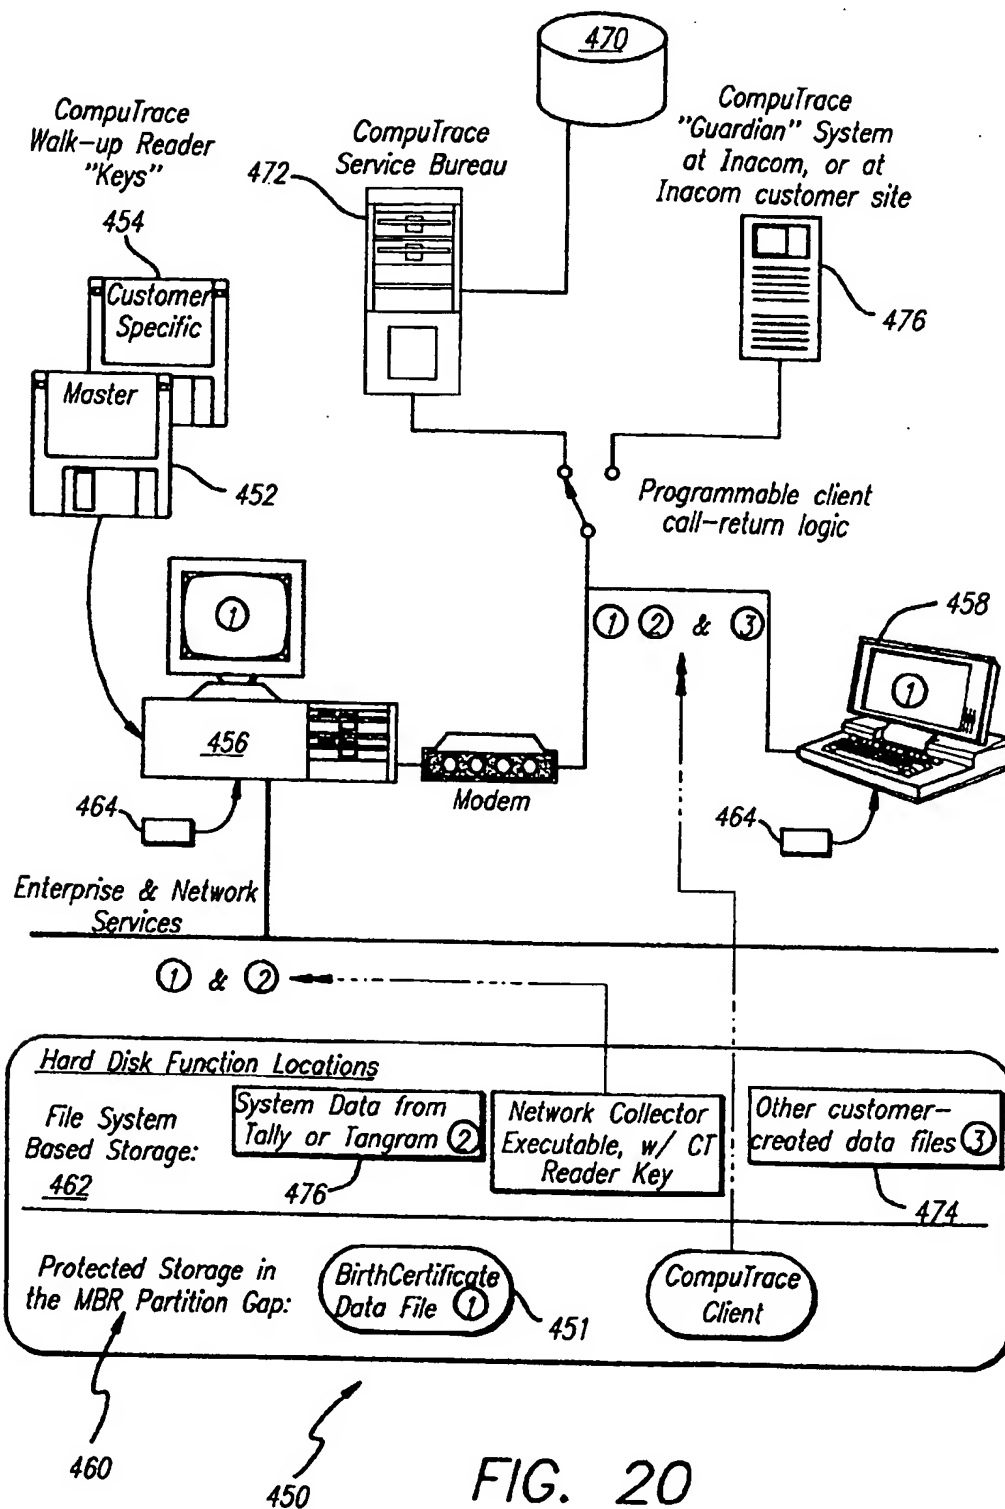 470
CompuTrace
Walk-up Reader
"Keys"
454
472
CompuTrace
Service Bureau
CompuTrace
"Guardian" System
at Inacom, or at
Inacom customer site
476
Customer
Specific
Master
452
Programmable client
call-return logic
1
1 2 & 3
458
1
456
Modem
464
464
Enterprise & Network
Services
1 & 2
Hard Disk Function Locations
File System
Based Storage:
462
System Data from
Tally or Tangram 2
476
Network Collector
Executable, w/ CT
Reader Key
Other customer-
created data files 3
474
Protected Storage in
the MBR Partition Gap:
BirthCertificate
Data File 1
451
CompuTrace
Client
460
450
FIG. 20